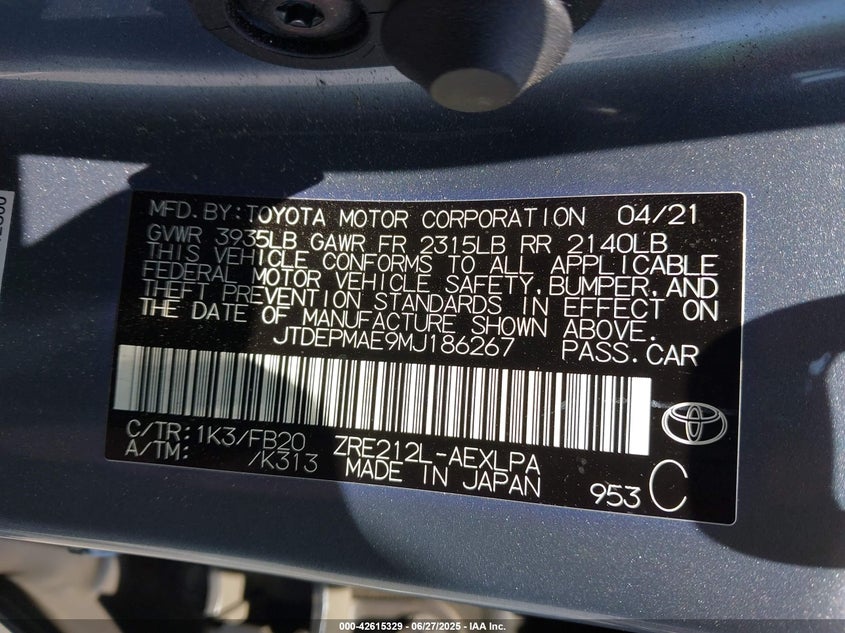 MFD. BY: TOYOTA MOTOR CORPORATION 04/21
GVWR 3935LB GAWR FR 2315LB RR 2140LB
THIS VEHICLE CONFORMS TO ALL APPLICABLE
FEDERAL MOTOR VEHICLE SAFETY, BUMPER, AND
THEFT PREVENTION STANDARDS IN EFFECT ON
THE DATE OF MANUFACTURE SHOWN ABOVE.
JTDEPMAE9MJ186267 PASS. CAR
C/TR: 1K3/FB20 ZRE212L-AEXLPA
A/TM: /K313 MADE IN JAPAN 953 C
000-42615329 | 06/27/2025 - IAA Inc.